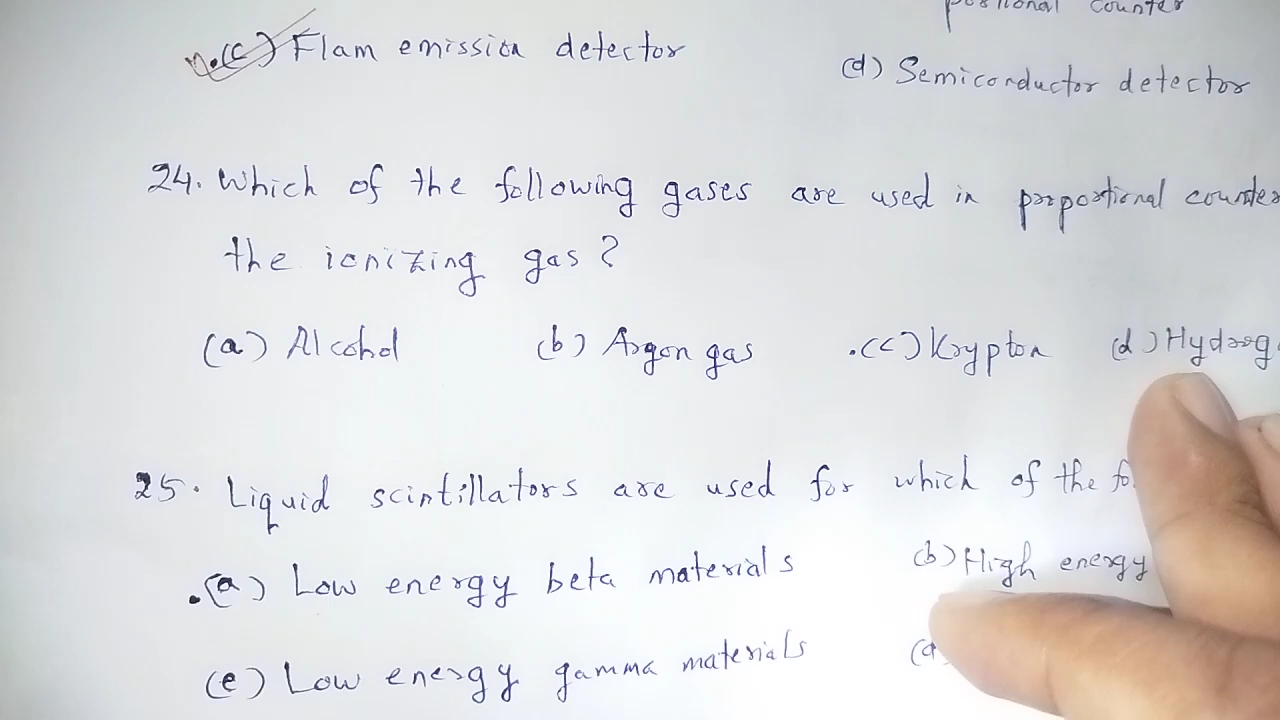 counter
(c) Flam emission detector
(d) Semiconductor detector
24. Which of the following gases are used in proportional counter
the ionizing gas?
(a) Alcohol (b) Argon gas .(c) Krypton (d) Hydrog
25. Liquid scintillators are used for which of the fo
.(a) Low energy beta materials (b) High energy
(e) Low energy gamma materials (d